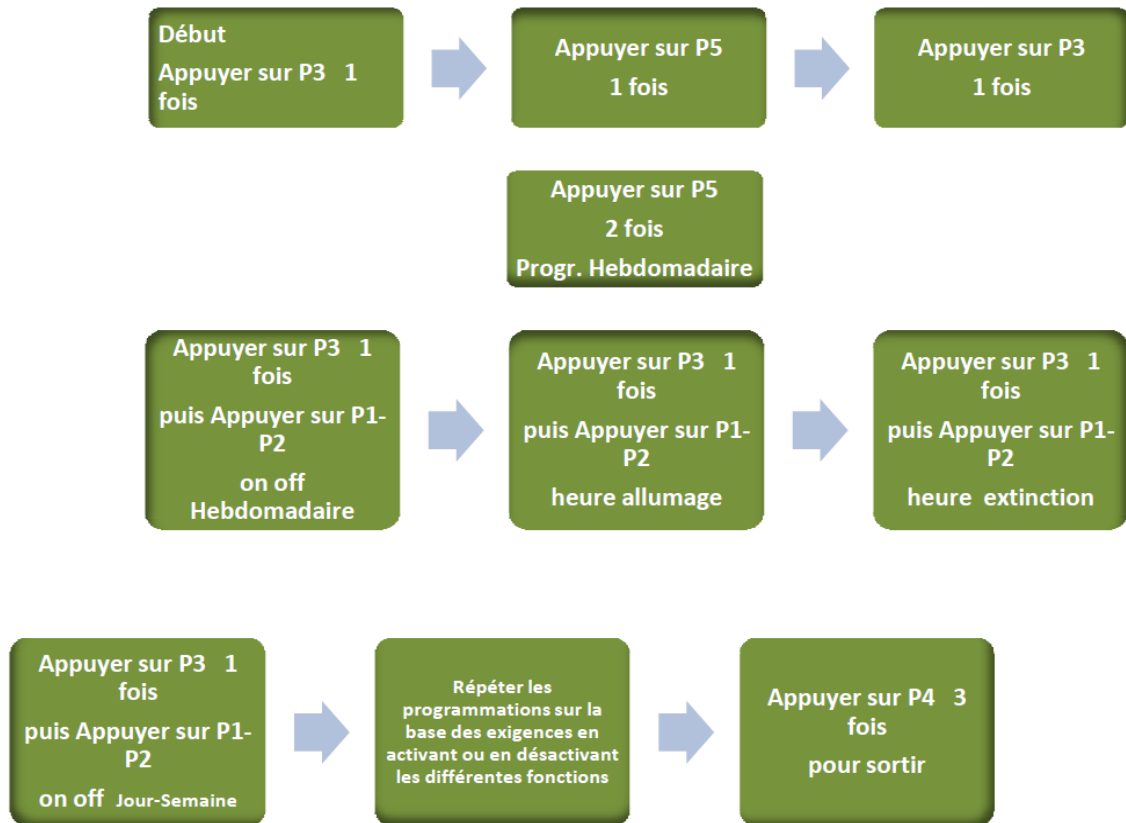 Début
Appuyer sur P3 1
fois
Appuyer sur P5
1 fois
Appuyer sur P3
1 fois
Appuyer sur P5
2 fois
Progr. Hebdomadaire
Appuyer sur P3 1
fois
puis Appuyer sur P1-
P2
on off
Hebdomadaire
Appuyer sur P3 1
fois
puis Appuyer sur P1-
P2
heure allumage
Appuyer sur P3 1
fois
puis Appuyer sur P1-
P2
heure extinction
Appuyer sur P3 1
fois
puis Appuyer sur P1-
P2
on off Jour-Semaine
Répéter les
programmations sur la
base des exigences en
activant ou en désactivant
les différentes fonctions
Appuyer sur P4 3
fois
pour sortir